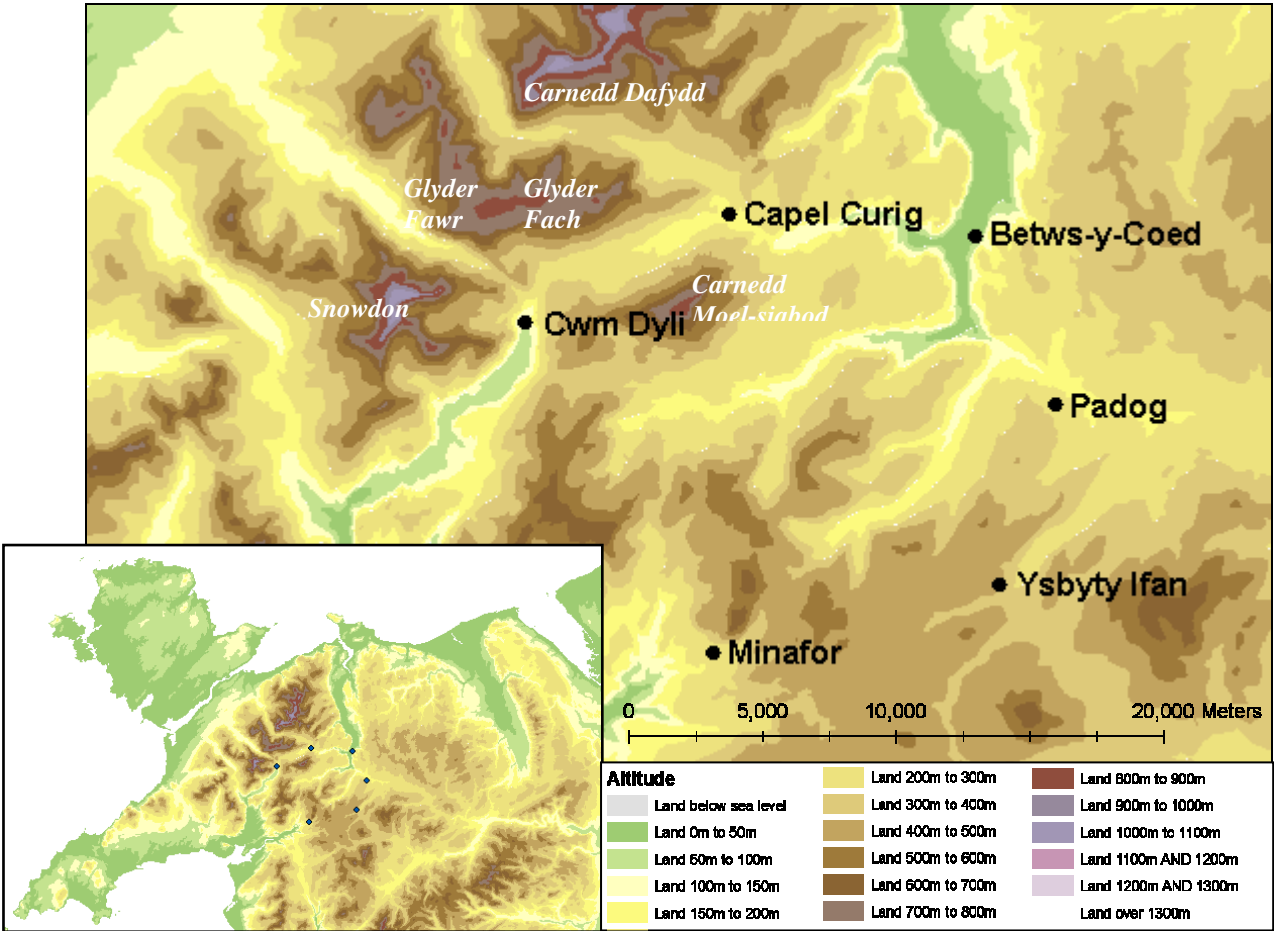 Carnedd Dafydd
Glyder
Fawr
Glyder
Fach
Capel Curig
Betws-y-Coed
Snowdon
Carnedd
Moel-siabod
Cwm Dyli
Padog
Ysbyty Ifan
Minafor
0 5,000 10,000 20,000 Meters
Altitude
Land below sea level
Land 0m to 50m
Land 50m to 100m
Land 100m to 150m
Land 150m to 200m
Land 200m to 300m
Land 300m to 400m
Land 400m to 500m
Land 500m to 600m
Land 600m to 700m
Land 700m to 800m
Land 800m to 900m
Land 900m to 1000m
Land 1000m to 1100m
Land 1100m AND 1200m
Land 1200m AND 1300m
Land over 1300m